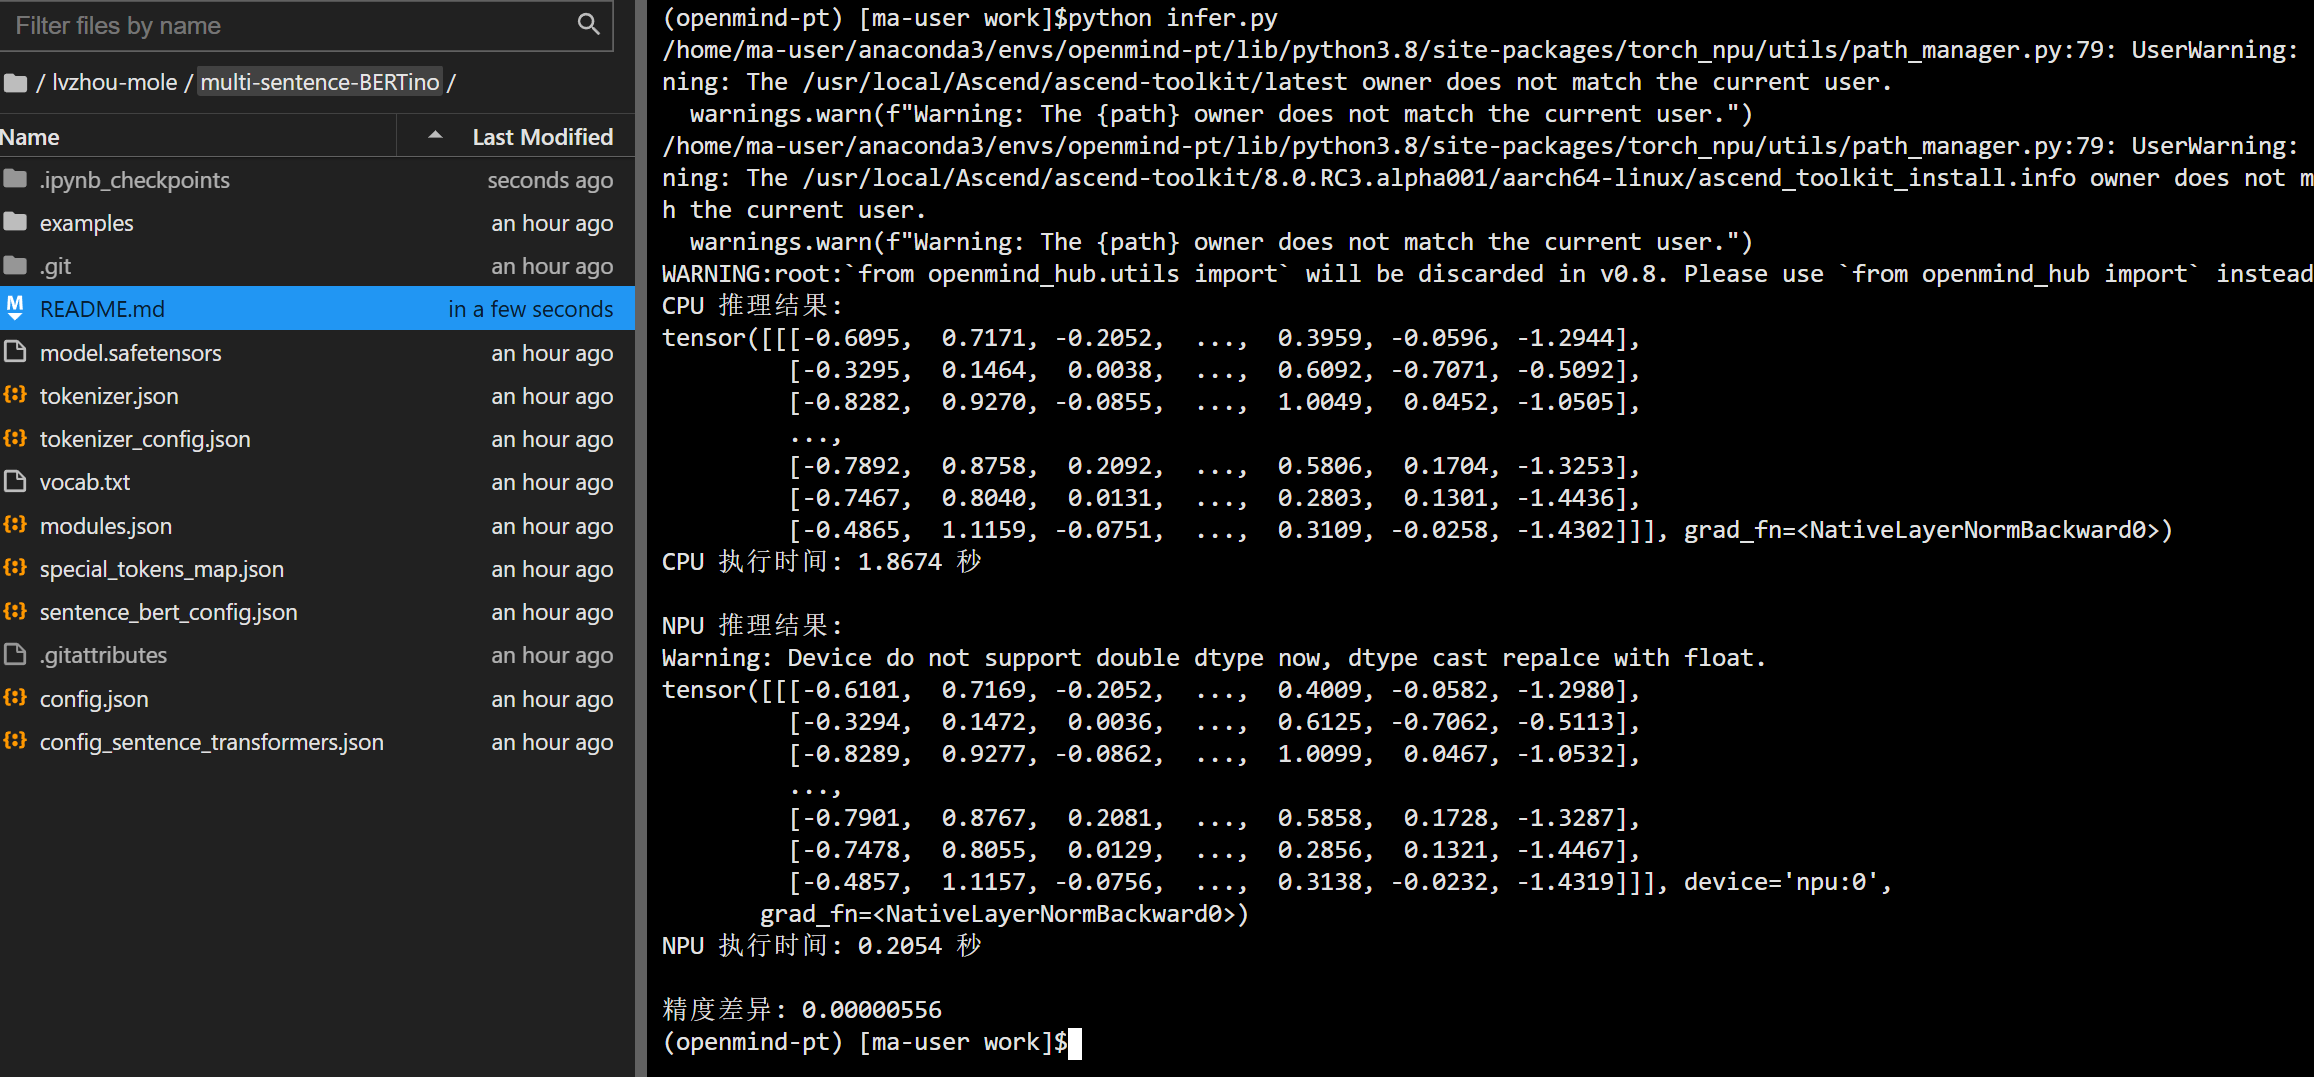 Filter files by name
/ lvzhou-mole / multi-sentence-BERTino /
Name Last Modified
.ipynb_checkpoints seconds ago
examples an hour ago
.git an hour ago
README.md in a few seconds
model.safetensors an hour ago
tokenizer.json an hour ago
tokenizer_config.json an hour ago
vocab.txt an hour ago
modules.json an hour ago
special_tokens_map.json an hour ago
sentence_bert_config.json an hour ago
.gitattributes an hour ago
config.json an hour ago
config_sentence_transformers.json an hour ago
(openmind-pt) [ma-user work]$python infer.py
/home/ma-user/anaconda3/envs/openmind-pt/lib/python3.8/site-packages/torch_npu/utils/path_manager.py:79: UserWarning:
ning: The /usr/local/Ascend/ascend-toolkit/latest owner does not match the current user.
  warnings.warn(f"Warning: The {path} owner does not match the current user.")
/home/ma-user/anaconda3/envs/openmind-pt/lib/python3.8/site-packages/torch_npu/utils/path_manager.py:79: UserWarning:
ning: The /usr/local/Ascend/ascend-toolkit/8.0.RC3.alpha001/aarch64-linux/ascend_toolkit_install.info owner does not m
h the current user.
  warnings.warn(f"Warning: The {path} owner does not match the current user.")
WARNING:root:`from openmind_hub.utils import` will be discarded in v0.8. Please use `from openmind_hub import` instead
CPU 推理结果:
tensor([[[-0.6095,  0.7171, -0.2052,  ...,  0.3959, -0.0596, -1.2944],
         [-0.3295,  0.1464,  0.0038,  ...,  0.6092, -0.7071, -0.5092],
         [-0.8282,  0.9270, -0.0855,  ...,  1.0049,  0.0452, -1.0505],
         ...,
         [-0.7892,  0.8758,  0.2092,  ...,  0.5806,  0.1704, -1.3253],
         [-0.7467,  0.8040,  0.0131,  ...,  0.2803,  0.1301, -1.4436],
         [-0.4865,  1.1159, -0.0751,  ...,  0.3109, -0.0258, -1.4302]]], grad_fn=<NativeLayerNormBackward0>)
CPU 执行时间: 1.8674 秒
NPU 推理结果:
Warning: Device do not support double dtype now, dtype cast repalce with float.
tensor([[[-0.6101,  0.7169, -0.2052,  ...,  0.4009, -0.0582, -1.2980],
         [-0.3294,  0.1472,  0.0036,  ...,  0.6125, -0.7062, -0.5113],
         [-0.8289,  0.9277, -0.0862,  ...,  1.0099,  0.0467, -1.0532],
         ...,
         [-0.7901,  0.8767,  0.2081,  ...,  0.5858,  0.1728, -1.3287],
         [-0.7478,  0.8055,  0.0129,  ...,  0.2856,  0.1321, -1.4467],
         [-0.4857,  1.1157, -0.0756,  ...,  0.3138, -0.0232, -1.4319]]], device='npu:0',
       grad_fn=<NativeLayerNormBackward0>)
NPU 执行时间: 0.2054 秒
精度差异: 0.00000556
(openmind-pt) [ma-user work]$